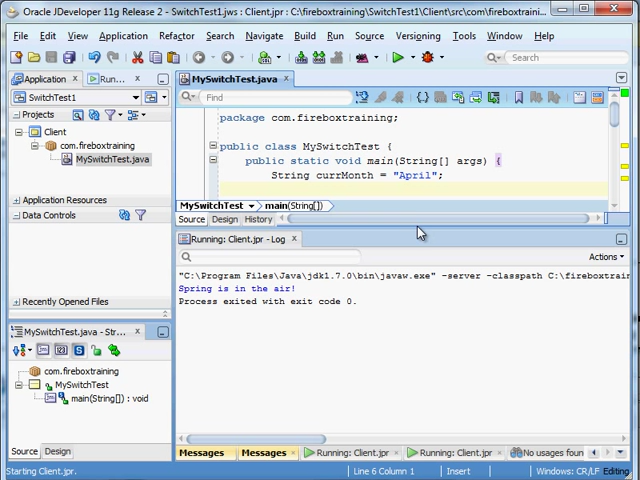 Oracle JDeveloper 11g Release 2 - SwitchTest1.jws : Client.jpr : C:\fireboxtraining\SwitchTest1\Client\src\com\fireboxtraini...
File Edit View Application Refactor Search Navigate Build Run Source Versioning Tools Window Help
Search
Application Run...
SwitchTest1
Projects
Client
com.fireboxtraining
MySwitchTest.java
Application Resources
Data Controls
Recently Opened Files
MySwitchTest.java - Str...
com.fireboxtraining
MySwitchTest
main(String[]) : void
Source Design
MySwitchTest.java
Find
package com.fireboxtraining;
public class MySwitchTest {
public static void main(String[] args) {
String currMonth = "April";
MySwitchTest main(String[])
Source Design History
Running: Client.jpr - Log
Actions
"C:\Program Files\Java\jdk1.7.0\bin\javaw.exe" -server -classpath C:\fireboxtrain
Spring is in the air!
Process exited with exit code 0.
Messages Messages Running: Client.jpr Running: Client.jpr No usages foun
Starting Client.jpr. Line 6 Column 1 Insert Windows: CR/LF Editing